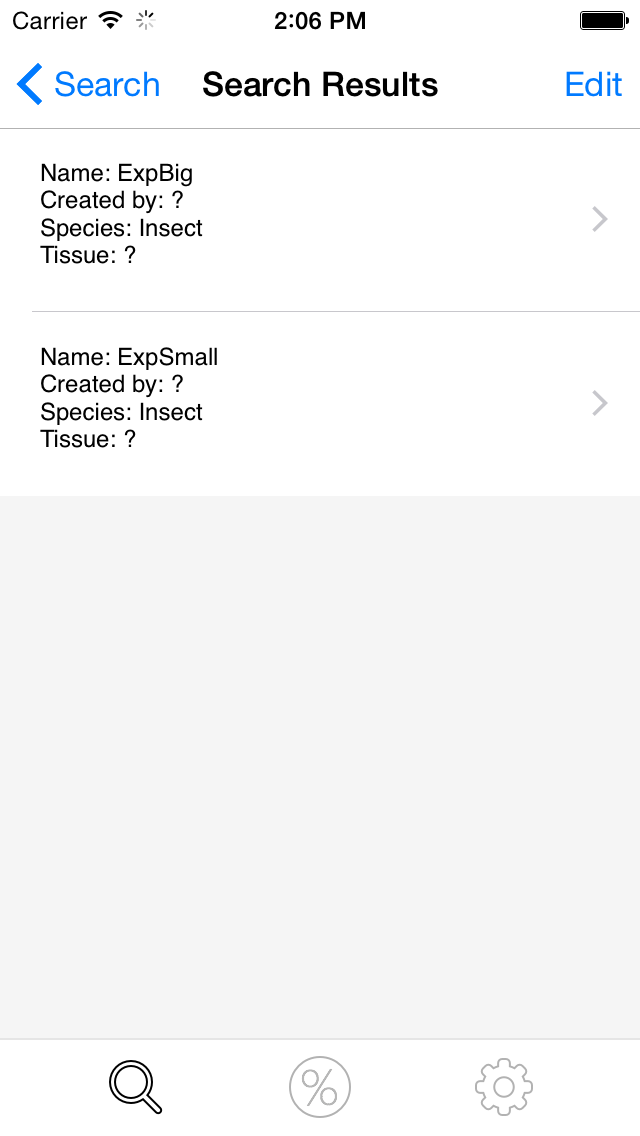 Carrier 2:06 PM
Search Search Results Edit
Name: ExpBig
Created by: ?
Species: Insect
Tissue: ?
Name: ExpSmall
Created by: ?
Species: Insect
Tissue: ?
%